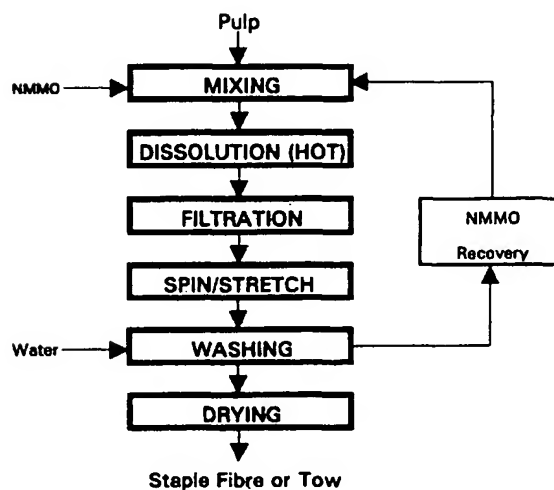 Pulp
NMMO
MIXING
DISSOLUTION (HOT)
FILTRATION
NMMO
Recovery
SPIN/STRETCH
Water
WASHING
DRYING
Staple Fibre or Tow